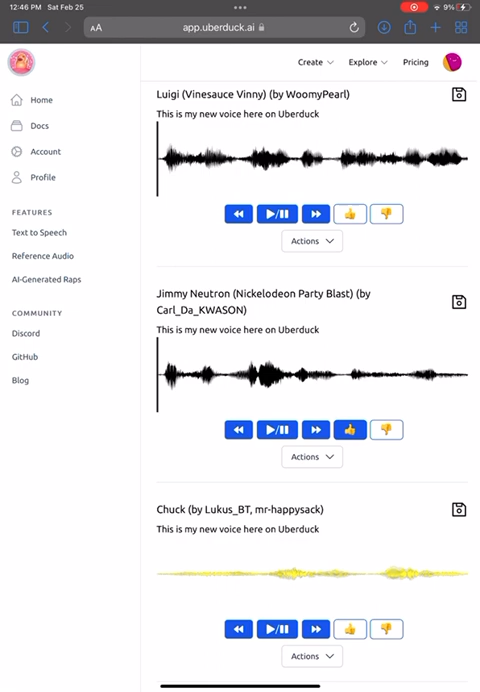 12:46 PM Sat Feb 25
9%
AA
app.uberduck.ai
Create
Explore
Pricing
Home
Docs
Account
Profile
FEATURES
Text to Speech
Reference Audio
AI-Generated Raps
COMMUNITY
Discord
GitHub
Blog
Luigi (Vinesauce Vinny) (by WoomyPearl)
This is my new voice here on Uberduck
Actions
Jimmy Neutron (Nickelodeon Party Blast) (by
Carl_Da_KWASON)
This is my new voice here on Uberduck
Actions
Chuck (by Lukus_BT, mr-happysack)
This is my new voice here on Uberduck
Actions